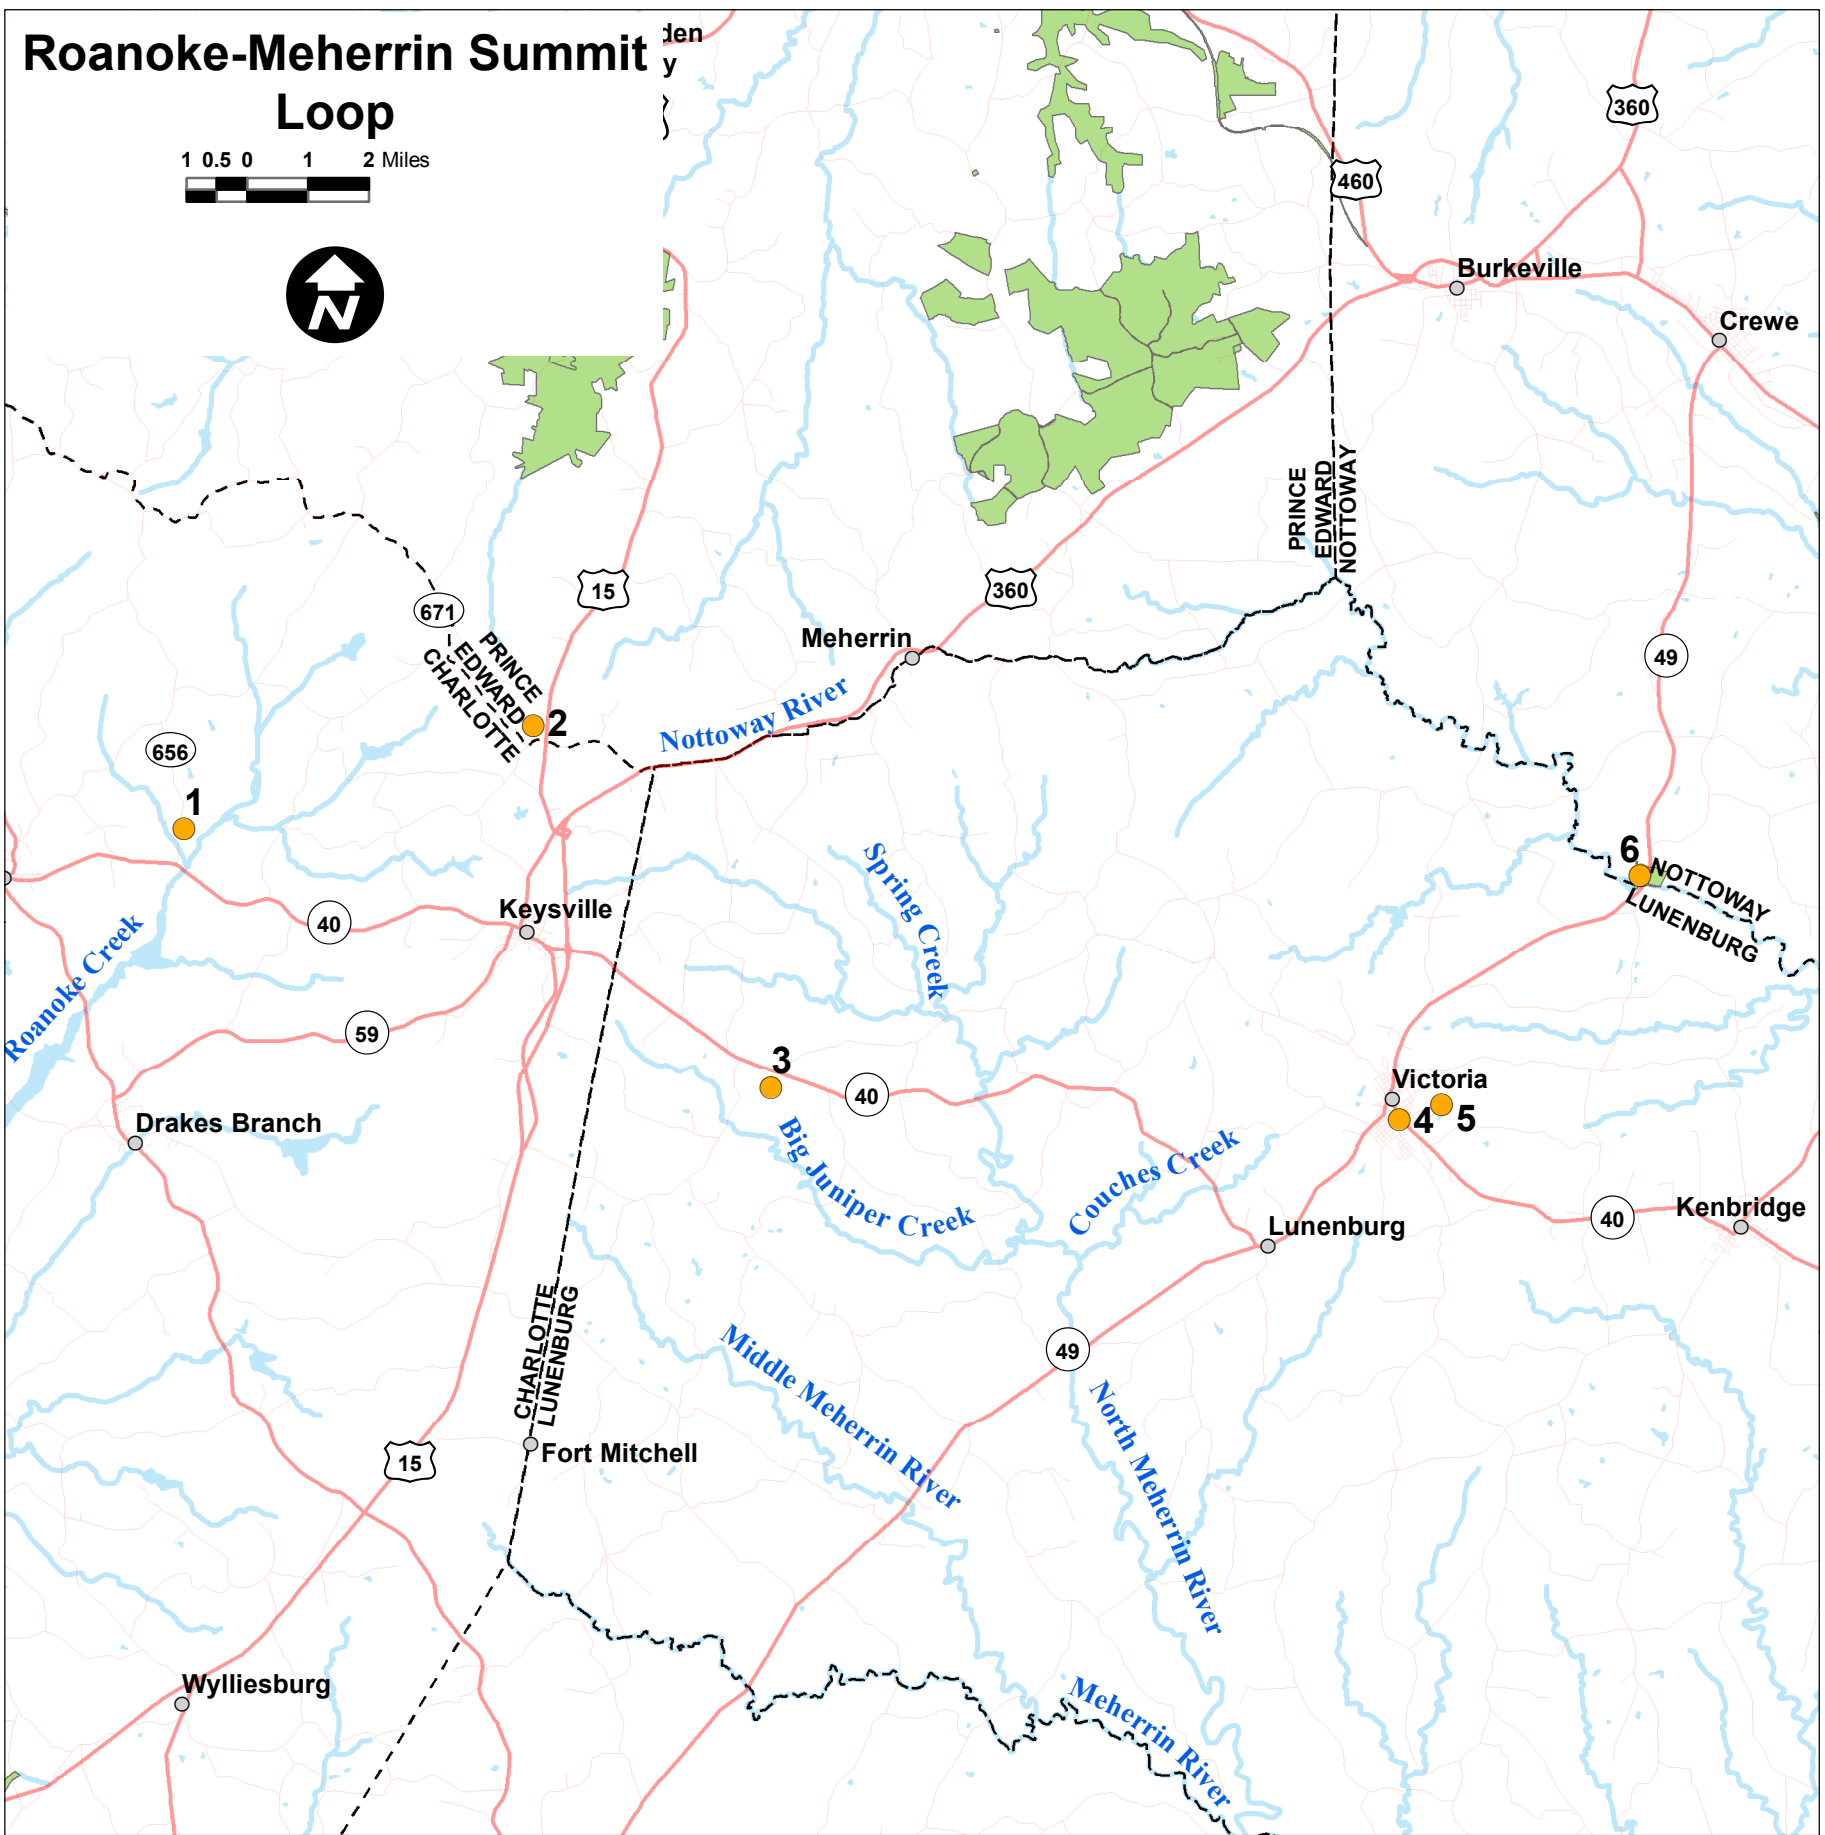 Roanoke-Meherrin Summit
Loop
den
y
1 0.5 0 1 2 Miles
N
360
460
Burkeville
Crewe
PRINCE
EDWARD
NOTTOWAY
15
360
671
PRINCE
EDWARD
CHARLOTTE
2
Meherrin
49
Nottoway River
656
1
6
NOTTOWAY
LUNENBURG
Spring Creek
Keysville
40
Roanoke Creek
59
3
40
Victoria
4
5
Drakes Branch
Big Juniper Creek
Couches Creek
Lunenburg
40
Kenbridge
CHARLOTTE
LUNENBURG
49
Middle Meherrin River
North Meherrin River
15
Fort Mitchell
Wylliesburg
Meherrin River